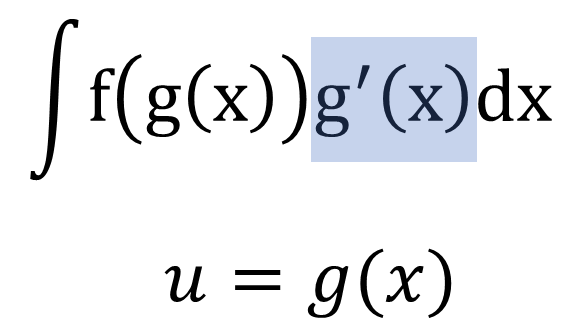 ∫f(g(x))g′(x)dx
u = g(x)